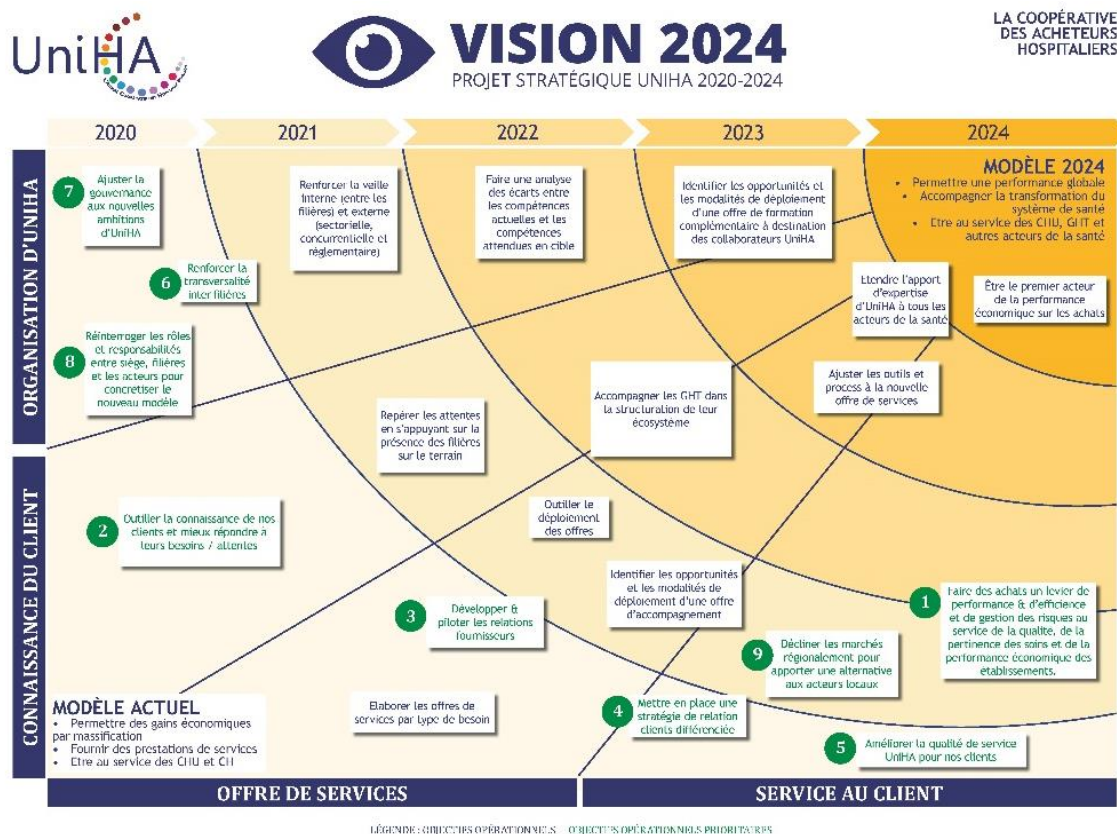 UniHA
VISION 2024
PROJET STRATÉGIQUE UNIHA 2020-2024
LA COOPÉRATIVE
DES ACHETEURS
HOSPITALIERS
2020
2021
2022
2023
2024
ORGANISATION D'UNIHA
CONNAISSANCE DU CLIENT
7
Ajuster la
gouvernance
aux nouvelles
ambitions
d'UniHA
Renforcer la veille
interne (entre les
filières) et externe
(sectorielle,
concurrentielle et
règlementaire)
Faire une analyse
des écarts entre
les compétences
actuelles et les
compétences
attendues en cible
Identifier les opportunités et
les modalités de déploiement
d'une offre de formation
complémentaire à destination
des collaborateurs UniHA
MODÈLE 2024
• Permettre une performance globale
• Accompagner la transformation du
système de santé
• Etre au service des CHU, GHT et
autres acteurs de la santé
6
Renforcer la
transversalité
inter filières
Etendre l'apport
d'expertise
d'UniHA à tous les
acteurs de la santé
Être le premier acteur
de la performance
économique sur les achats
8
Réinterroger les rôles
et responsabilités
entre siège, filières
et les acteurs pour
concrétiser le
nouveau modèle
Accompagner les GHT dans
la structuration de leur
écosystème
Ajuster les outils et
process à la nouvelle
offre de services
Repérer les attentes
en s'appuyant sur la
présence des filières
sur le terrain
2
Outiller la connaissance de nos
clients et mieux répondre à
leurs besoins / attentes
Outiller le
déploiement
des offres
Identifier les opportunités
et les modalités de
déploiement d'une offre
d'accompagnement
3
Développer &
piloter les relations
fournisseurs
1
Faire des achats un levier de
performance & d'efficience
et de gestion des risques au
service de la qualité, de la
pertinence des soins et de la
performance économique des
établissements.
9
Décliner les marchés
régionalement pour
apporter une alternative
aux acteurs locaux
MODÈLE ACTUEL
• Permettre des gains économiques
par massification
• Fournir des prestations de services
• Etre au service des CHU et CH
Elaborer les offres de
services par type de besoin
4
Mettre en place une
stratégie de relation
clients différenciée
5
Améliorer la qualité de service
UniHA pour nos clients
OFFRE DE SERVICES
SERVICE AU CLIENT
LÉGENDE : OBJECTIFS OPÉRATIONNELS - OBJECTIFS OPÉRATIONNELS PRIORITAIRES